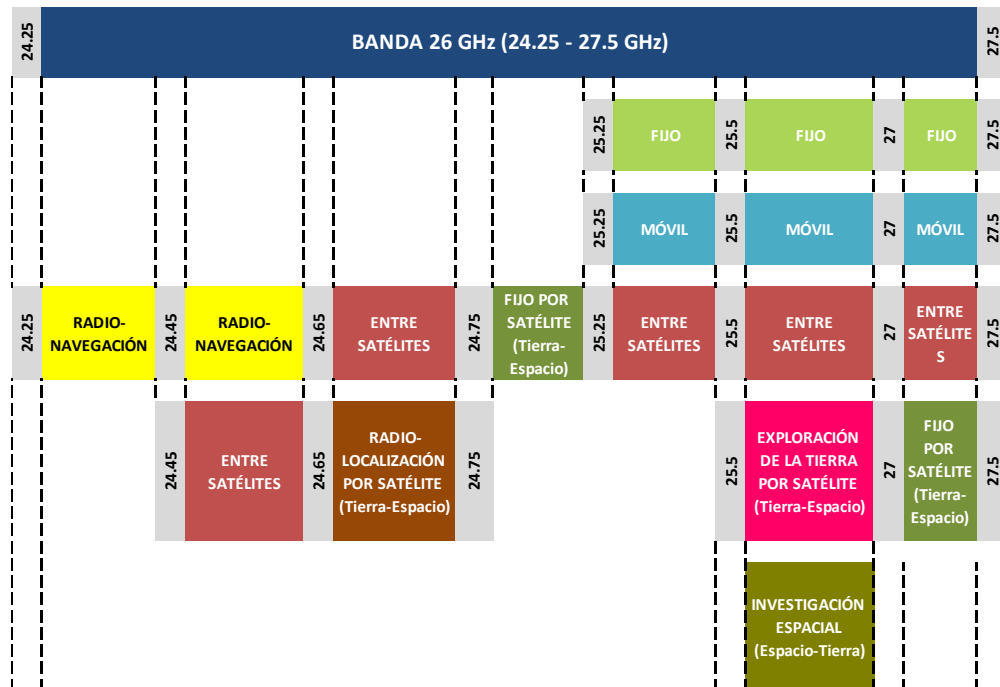 24.25
BANDA 26 GHz (24.25 - 27.5 GHz)
27.5
25.25
FIJO
25.5
FIJO
27
FIJO
27.5
25.25
MÓVIL
25.5
MÓVIL
27
MÓVIL
27.5
24.25
RADIO-
NAVEGACIÓN
24.45
RADIO-
NAVEGACIÓN
24.65
ENTRE
SATÉLITES
24.75
FIJO POR
SATÉLITE
(Tierra-
Espacio)
25.25
ENTRE
SATÉLITES
25.5
ENTRE
SATÉLITES
27
ENTRE
SATÉLITE
S
27.5
24.45
ENTRE
SATÉLITES
24.65
RADIO-
LOCALIZACIÓN
POR SATÉLITE
(Tierra-Espacio)
24.75
25.5
EXPLORACIÓN
DE LA TIERRA
POR SATÉLITE
(Tierra-Espacio)
27
FIJO
POR
SATÉLITE
(Tierra-
Espacio)
27.5
INVESTIGACIÓN
ESPACIAL
(Espacio-Tierra)